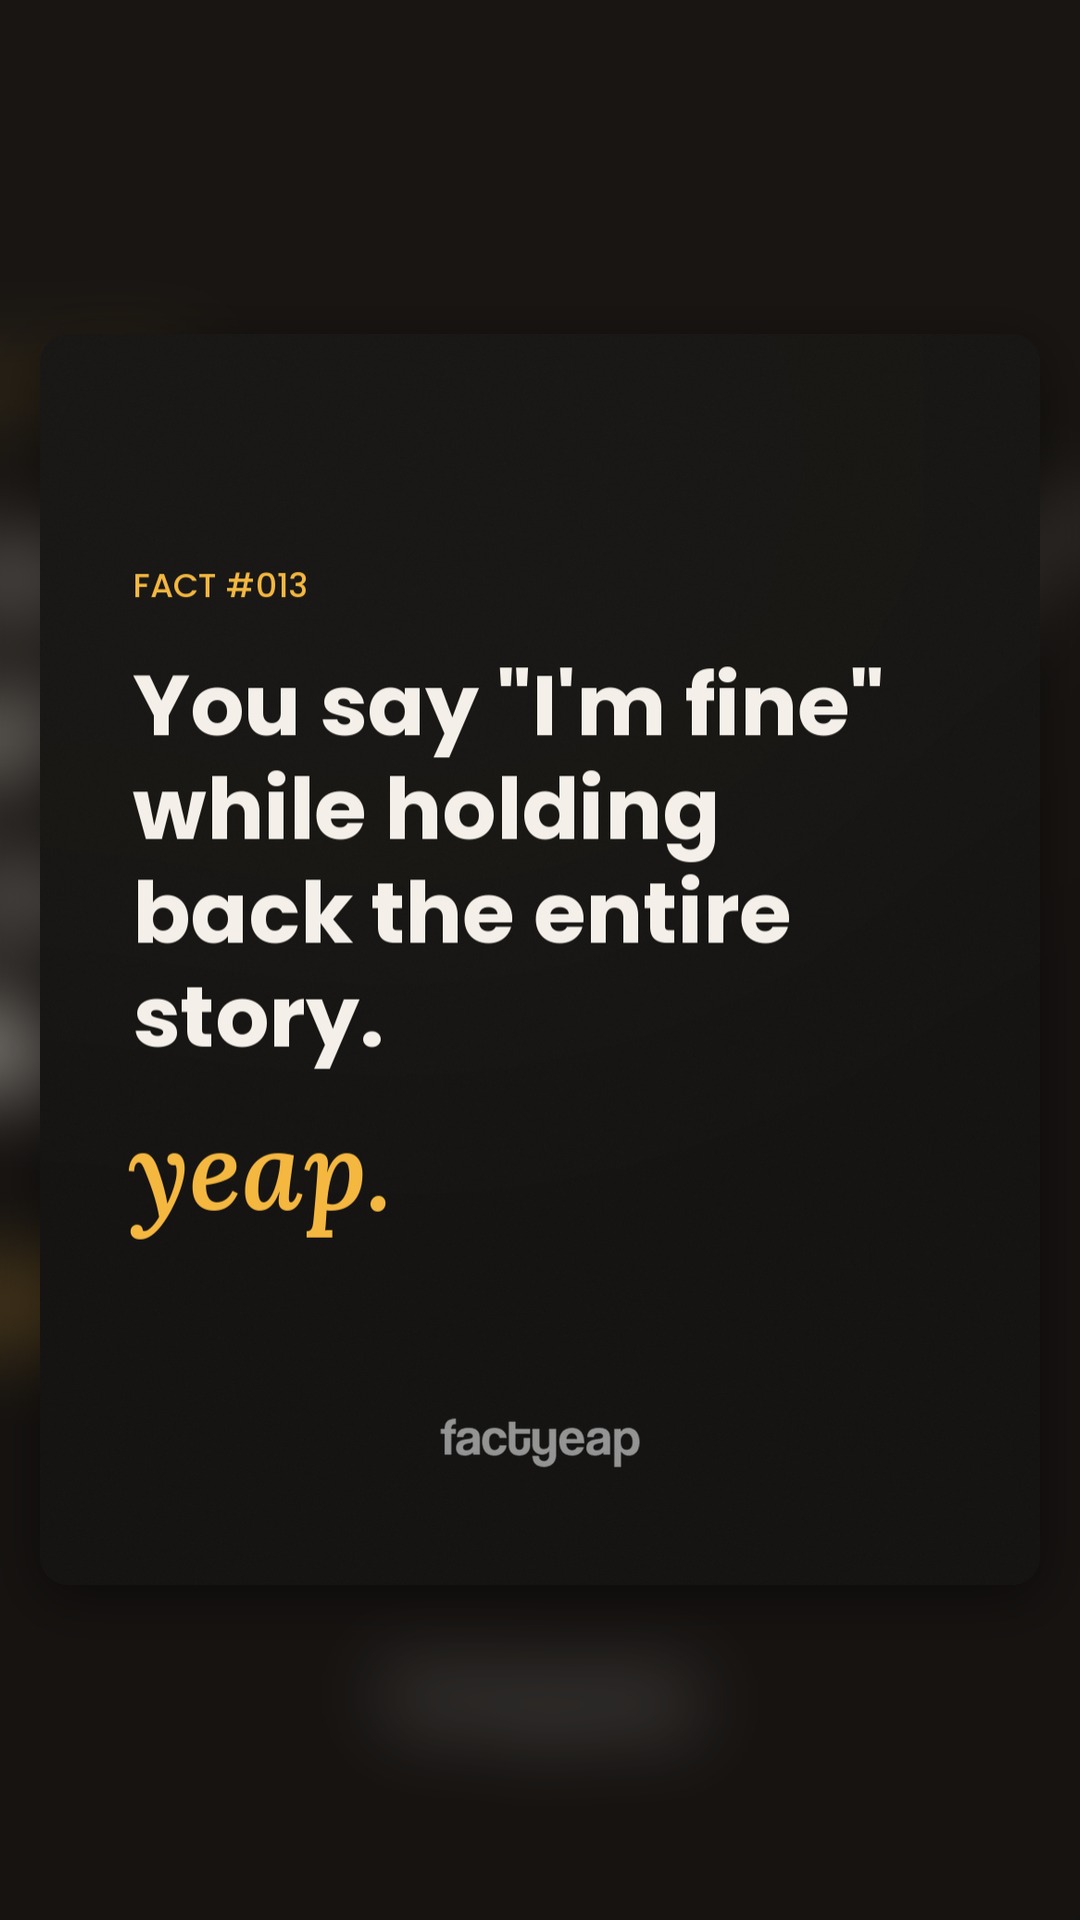 FACT #013
You say "I'm fine"
while holding
back the entire
story.
yeap.
factyeap